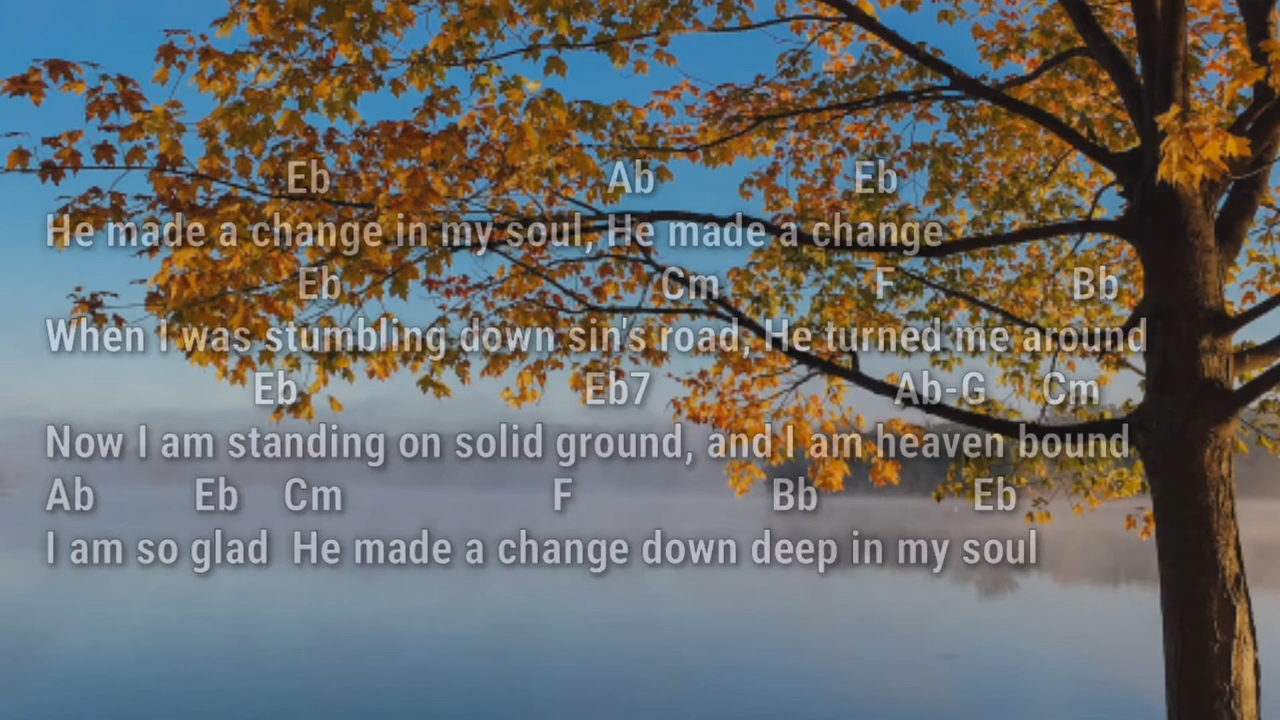 Eb Ab Eb
He made a change in my soul, He made a change
Eb Cm F Bb
When I was stumbling down sin's road, He turned me around
Eb Eb7 Ab-G Cm
Now I am standing on solid ground, and I am heaven bound
Ab Eb Cm F Bb Eb
I am so glad He made a change down deep in my soul